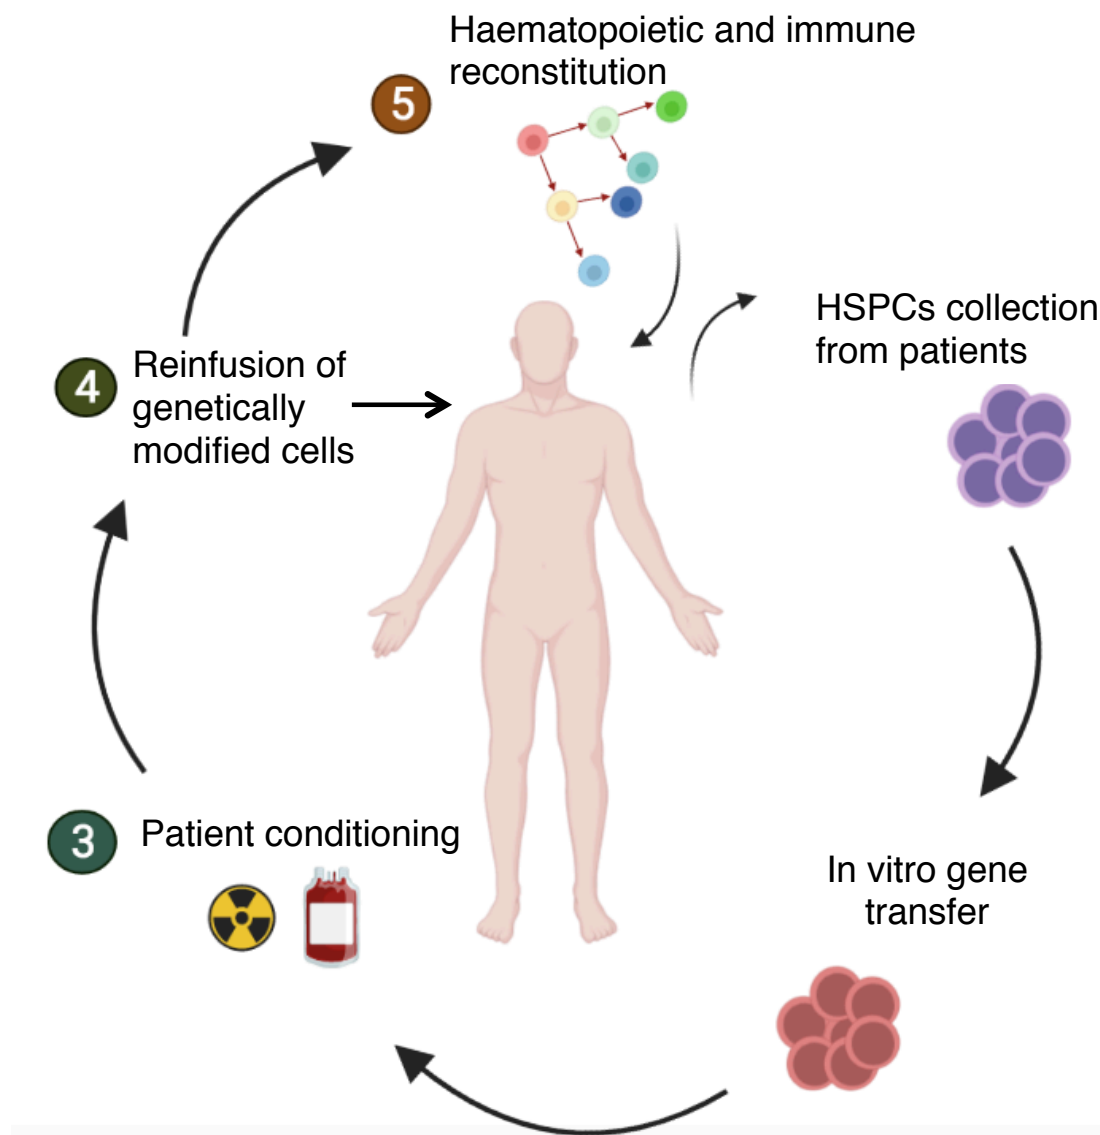 Haematopoietic and immune
reconstitution
5
HSPCs collection
from patients
4
Reinfusion of
genetically
modified cells
3
Patient conditioning
In vitro gene
transfer